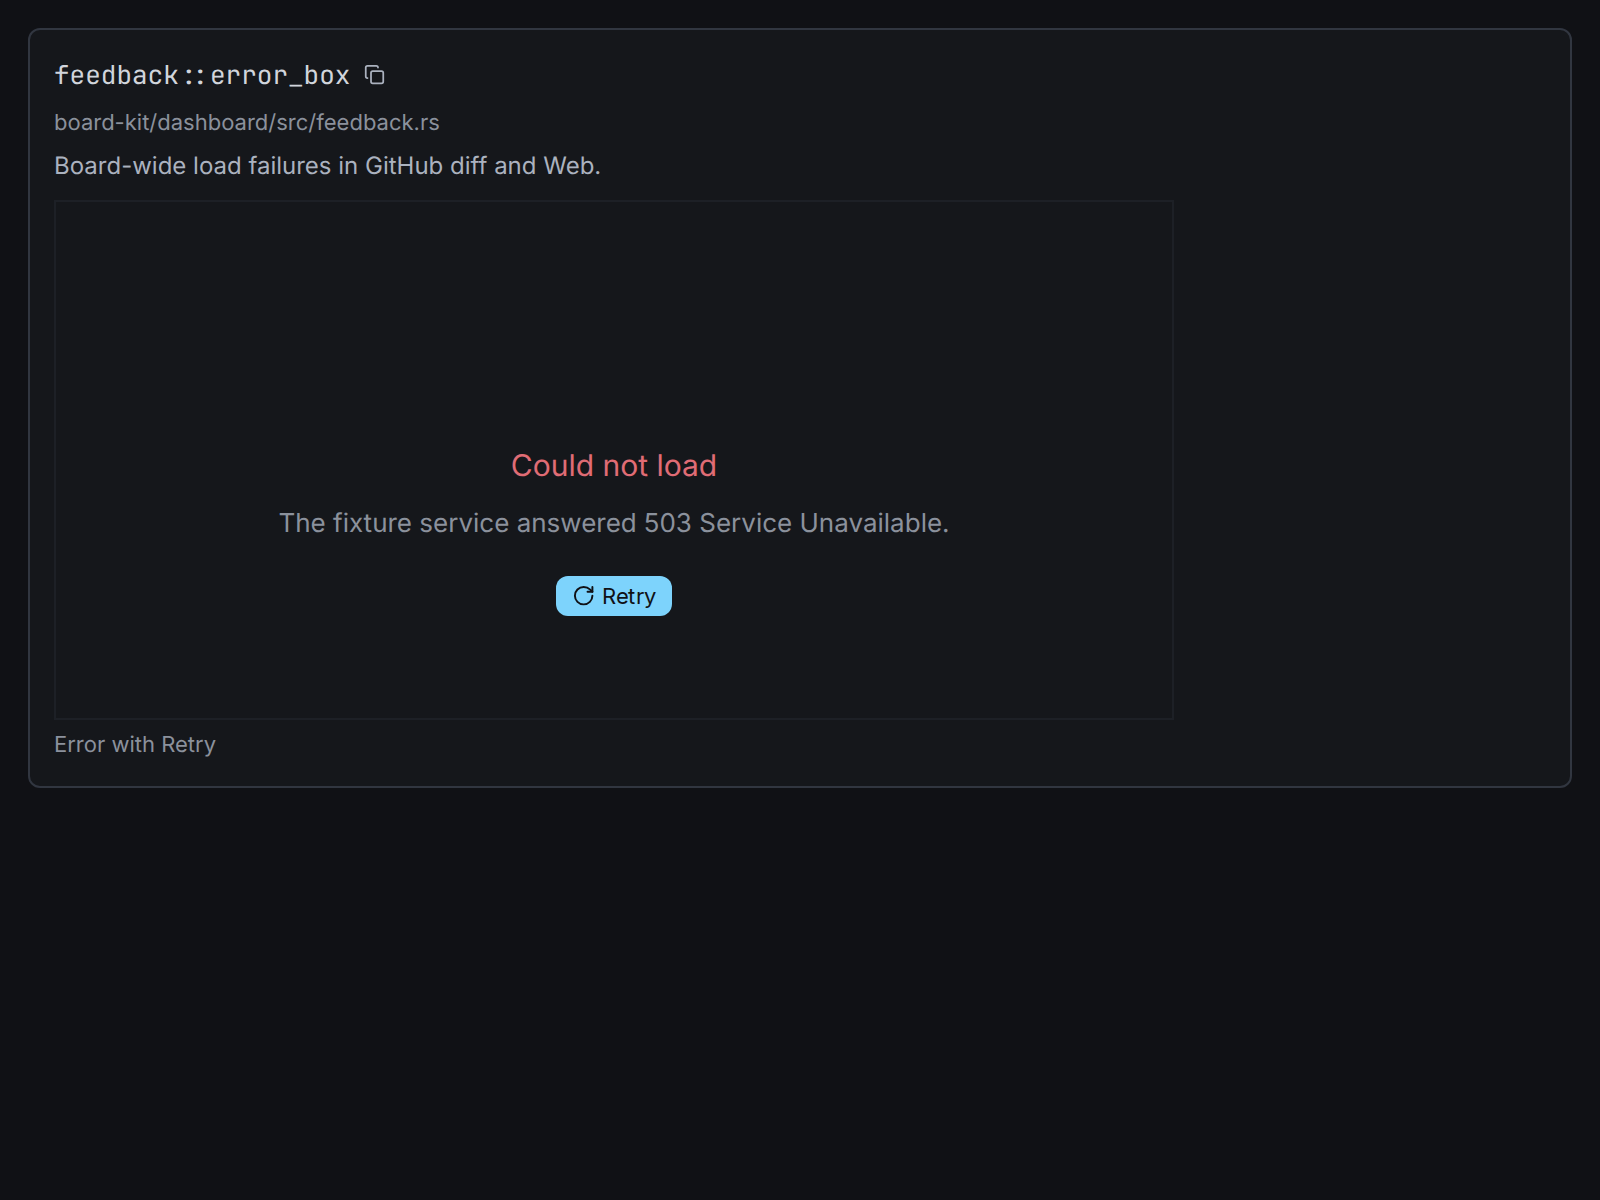 feedback::error_box
board-kit/dashboard/src/feedback.rs
Board-wide load failures in GitHub diff and Web.
Could not load
The fixture service answered 503 Service Unavailable.
Retry
Error with Retry